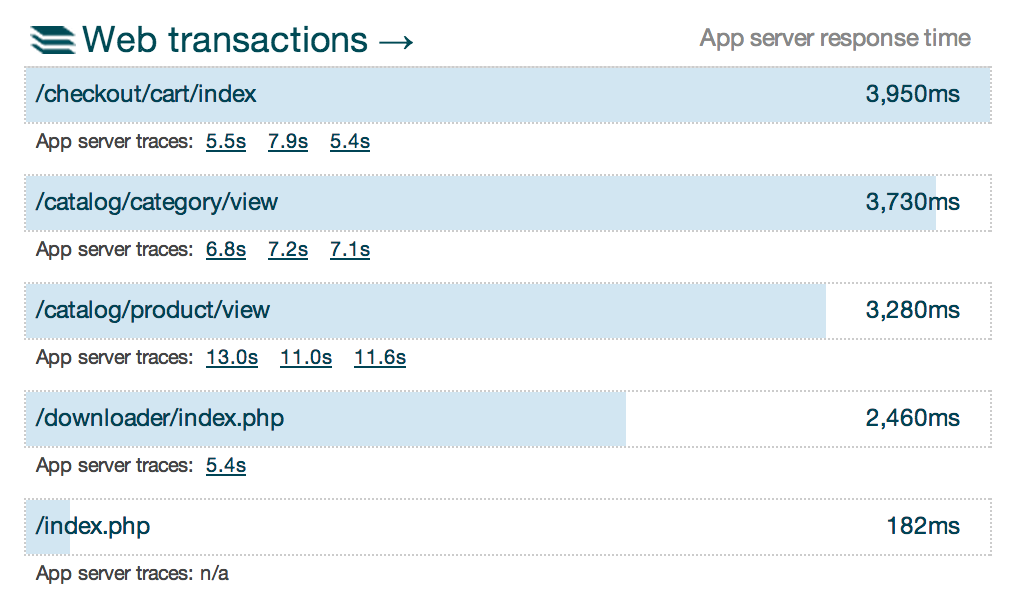 Web transactions → App server response time
/checkout/cart/index 3,950ms
App server traces: 5.5s 7.9s 5.4s
/catalog/category/view 3,730ms
App server traces: 6.8s 7.2s 7.1s
/catalog/product/view 3,280ms
App server traces: 13.0s 11.0s 11.6s
/downloader/index.php 2,460ms
App server traces: 5.4s
/index.php 182ms
App server traces: n/a